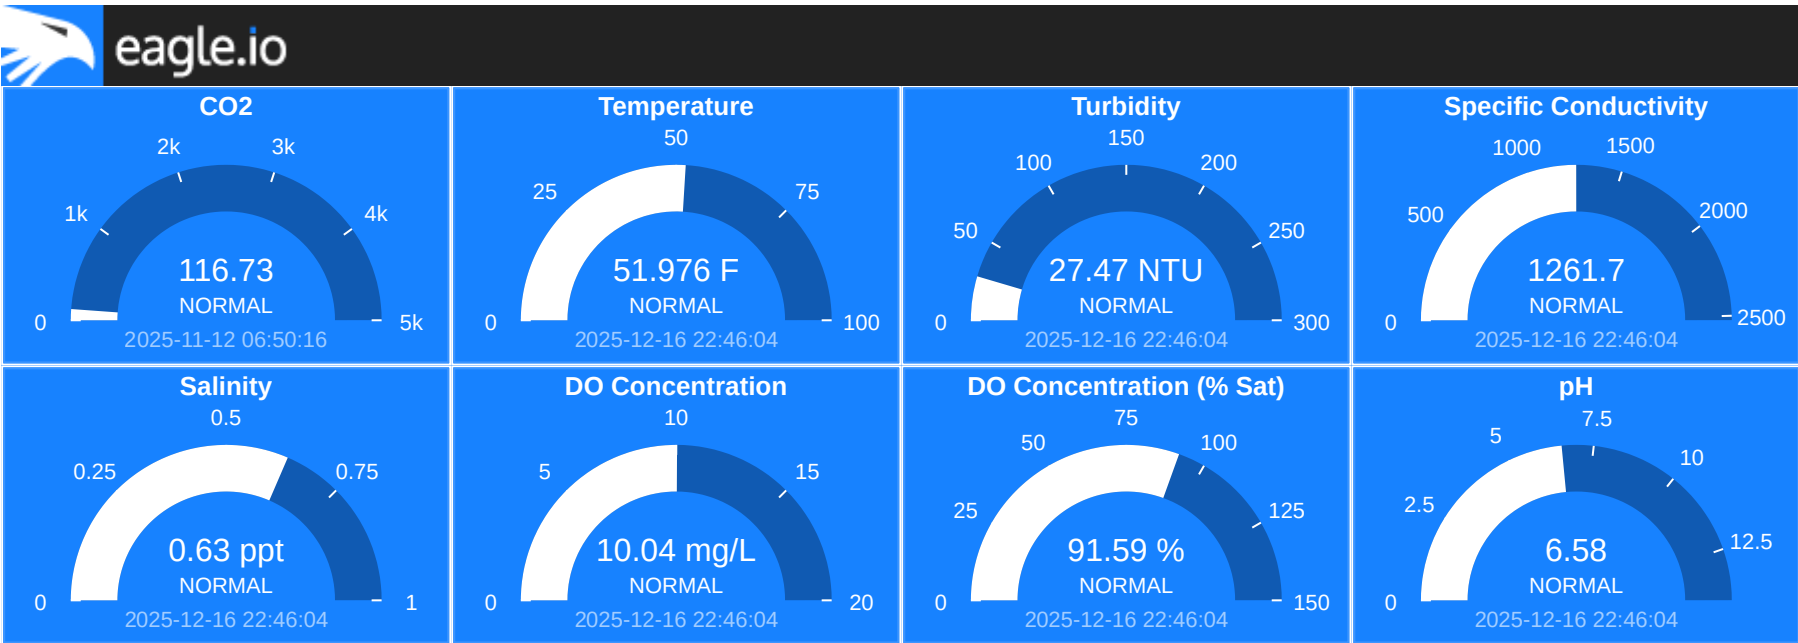 eagle.io
CO2
0
1k
2k
3k
4k
5k
116.73
NORMAL
2025-11-12 06:50:16
Temperature
0
25
50
75
100
51.976 F
NORMAL
2025-12-16 22:46:04
Turbidity
0
50
100
150
200
250
300
27.47 NTU
NORMAL
2025-12-16 22:46:04
Specific Conductivity
0
500
1000
1500
2000
2500
1261.7
NORMAL
2025-12-16 22:46:04
Salinity
0
0.25
0.5
0.75
1
0.63 ppt
NORMAL
2025-12-16 22:46:04
DO Concentration
0
5
10
15
20
10.04 mg/L
NORMAL
2025-12-16 22:46:04
DO Concentration (% Sat)
0
25
50
75
100
125
150
91.59 %
NORMAL
2025-12-16 22:46:04
pH
0
2.5
5
7.5
10
12.5
6.58
NORMAL
2025-12-16 22:46:04